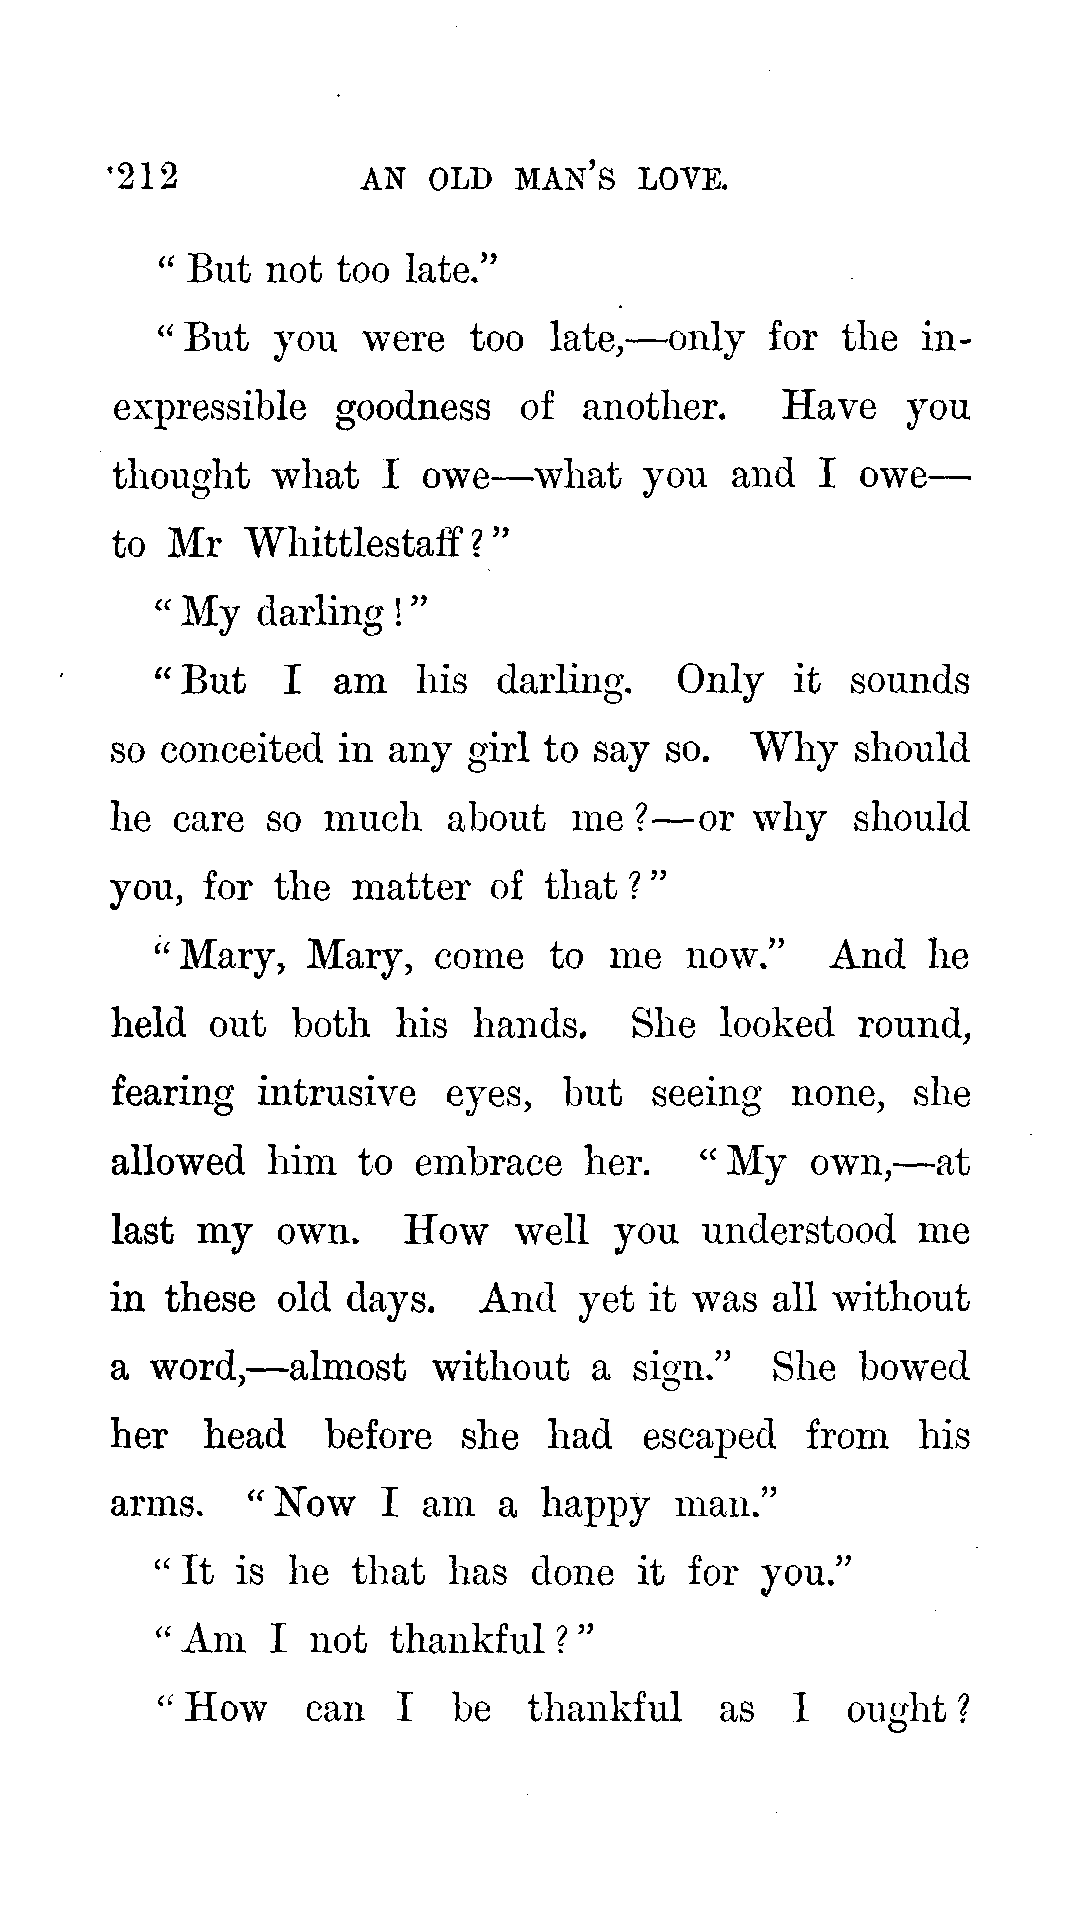 212 AN OLD MAN'S LOVE.
"But not too late."
"But you were too late,—only for the in-
expressible goodness of another. Have you
thought what I owe—what you and I owe—
to Mr Whittlestaff?"
"My darling!"
"But I am his darling. Only it sounds
so conceited in any girl to say so. Why should
he care so much about me?—or why should
you, for the matter of that?"
"Mary, Mary, come to me now." And he
held out both his hands. She looked round,
fearing intrusive eyes, but seeing none, she
allowed him to embrace her. "My own,—at
last my own. How well you understood me
in these old days. And yet it was all without
a word,—almost without a sign." She bowed
her head before she had escaped from his
arms. "Now I am a happy man."
"It is he that has done it for you."
"Am I not thankful?"
"How can I be thankful as I ought?